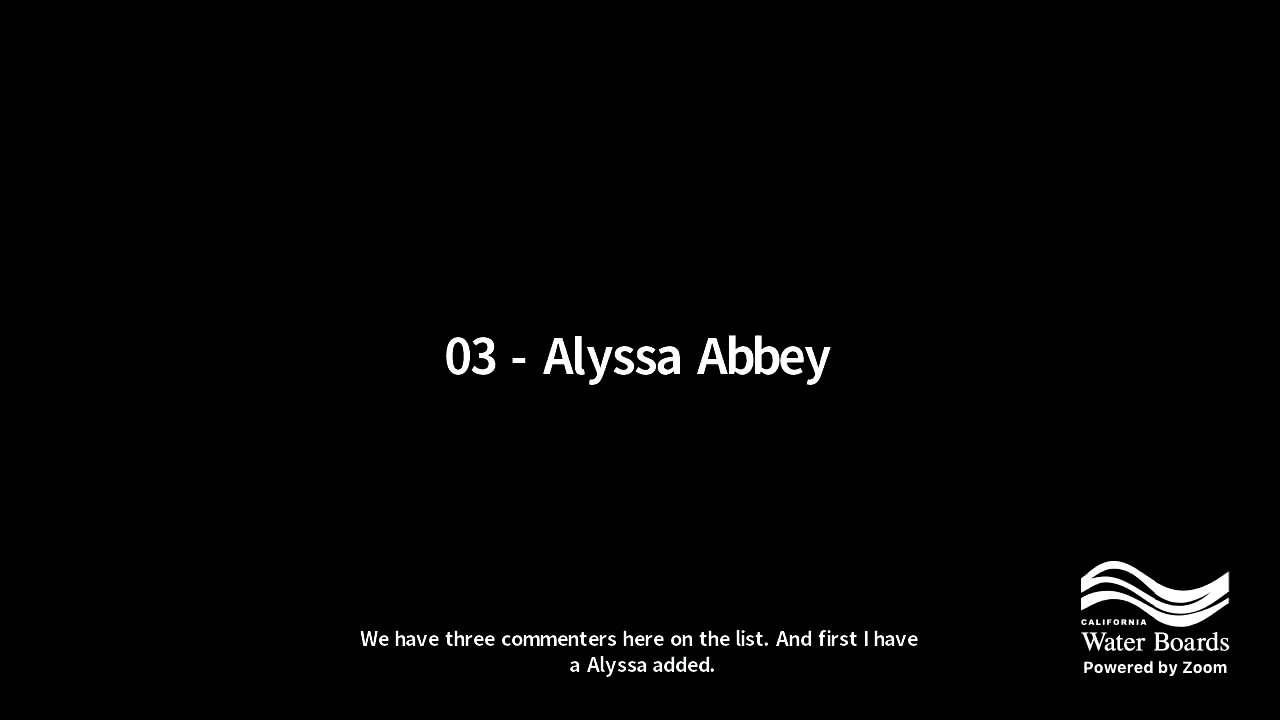 03 - Alyssa Abbey
We have three commenters here on the list. And first I have
a Alyssa added.
CALIFORNIA
Water Boards
Powered by Zoom